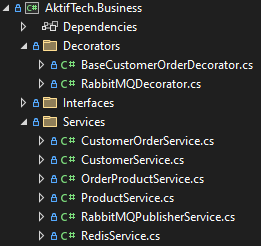 C# AktifTech.Business
Dependencies
Decorators
C# BaseCustomerOrderDecorator.cs
C# RabbitMQDecorator.cs
Interfaces
Services
C# CustomerOrderService.cs
C# CustomerService.cs
C# OrderProductService.cs
C# ProductService.cs
C# RabbitMQPublisherService.cs
C# RedisService.cs